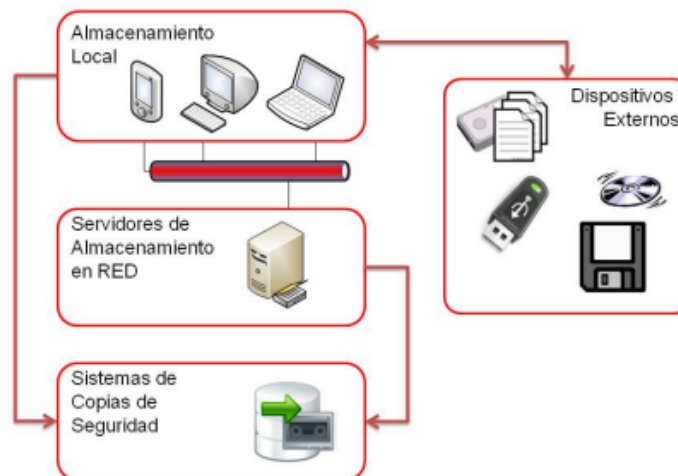 Almacenamiento
Local
Dispositivos
Externos
Servidores de
Almacenamiento
en RED
Sistemas de
Copias de
Seguridad